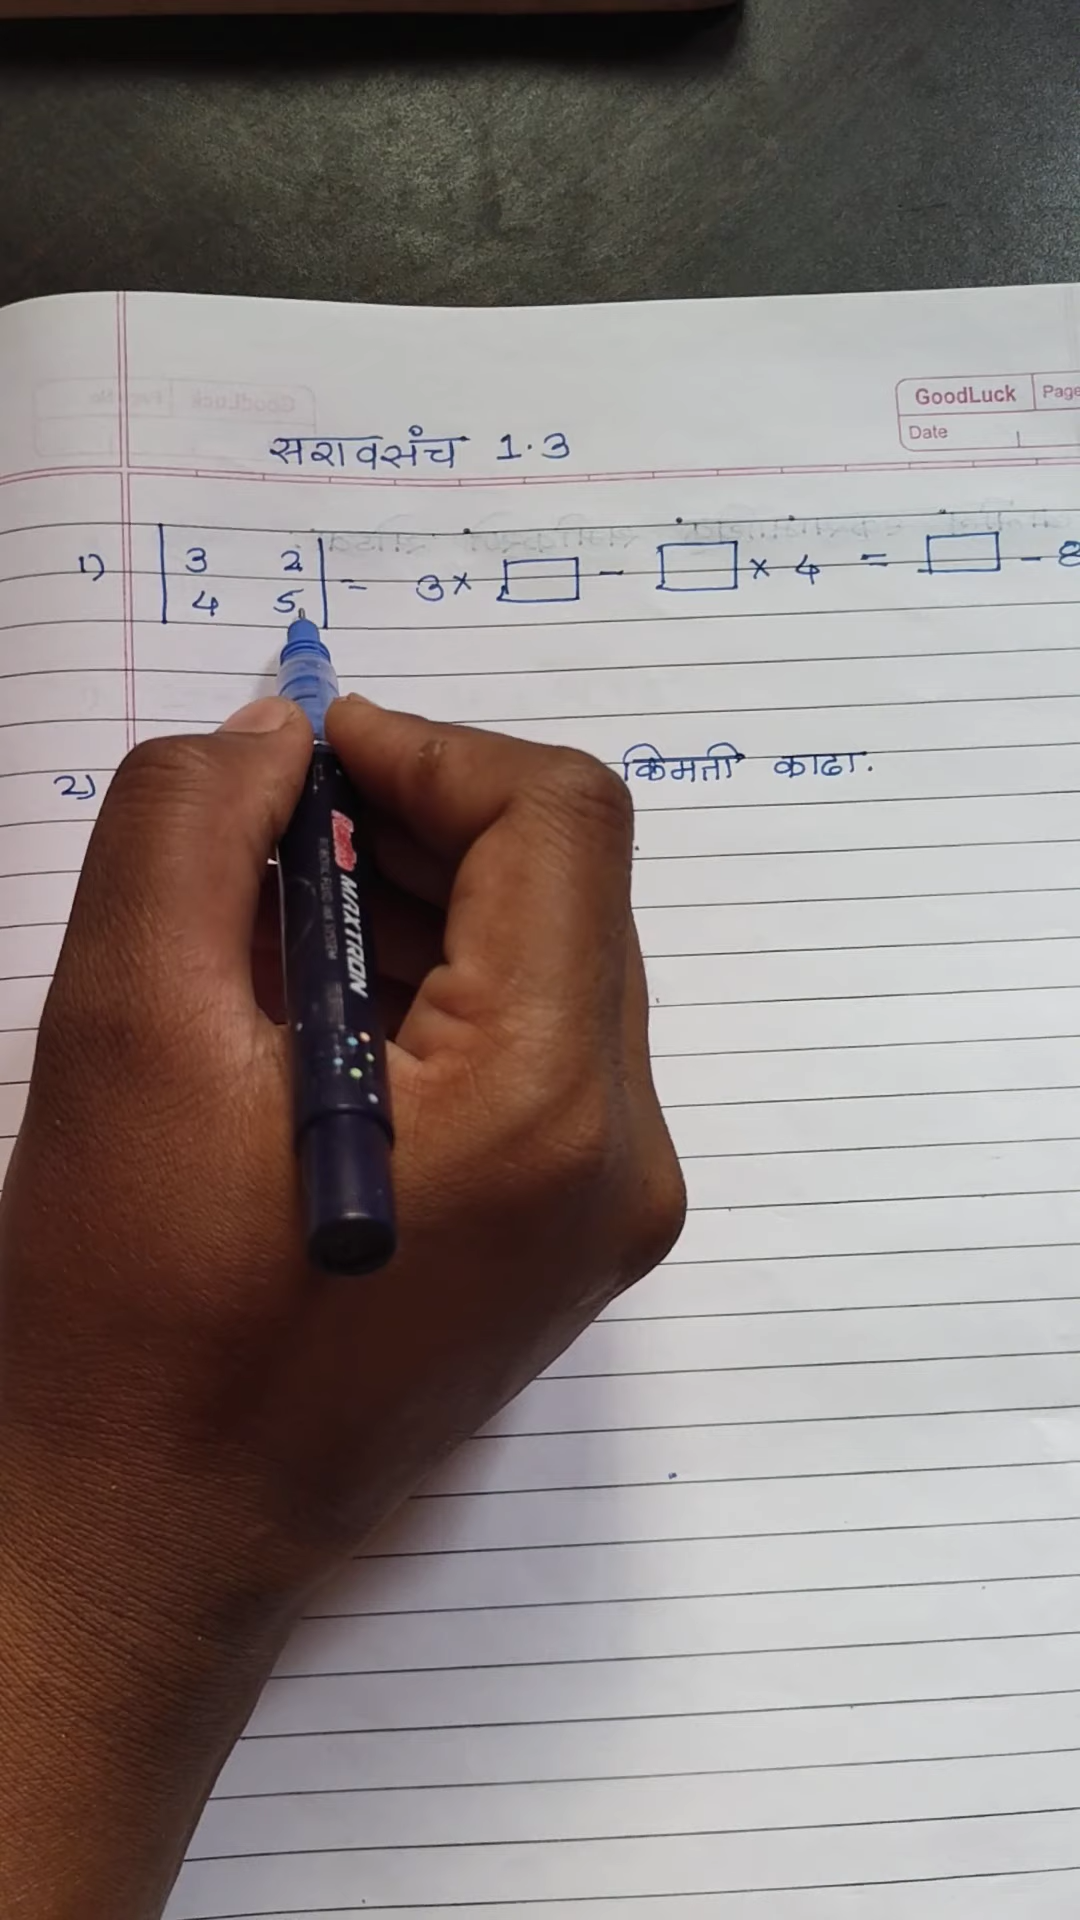 GoodLuck Page
Date
सरावसंच 1.3
1) | 3 2 | = 3 × □ - □ × 4 = □ - 8
| 4 5 |
2) किमती काढा.
MAXTRON